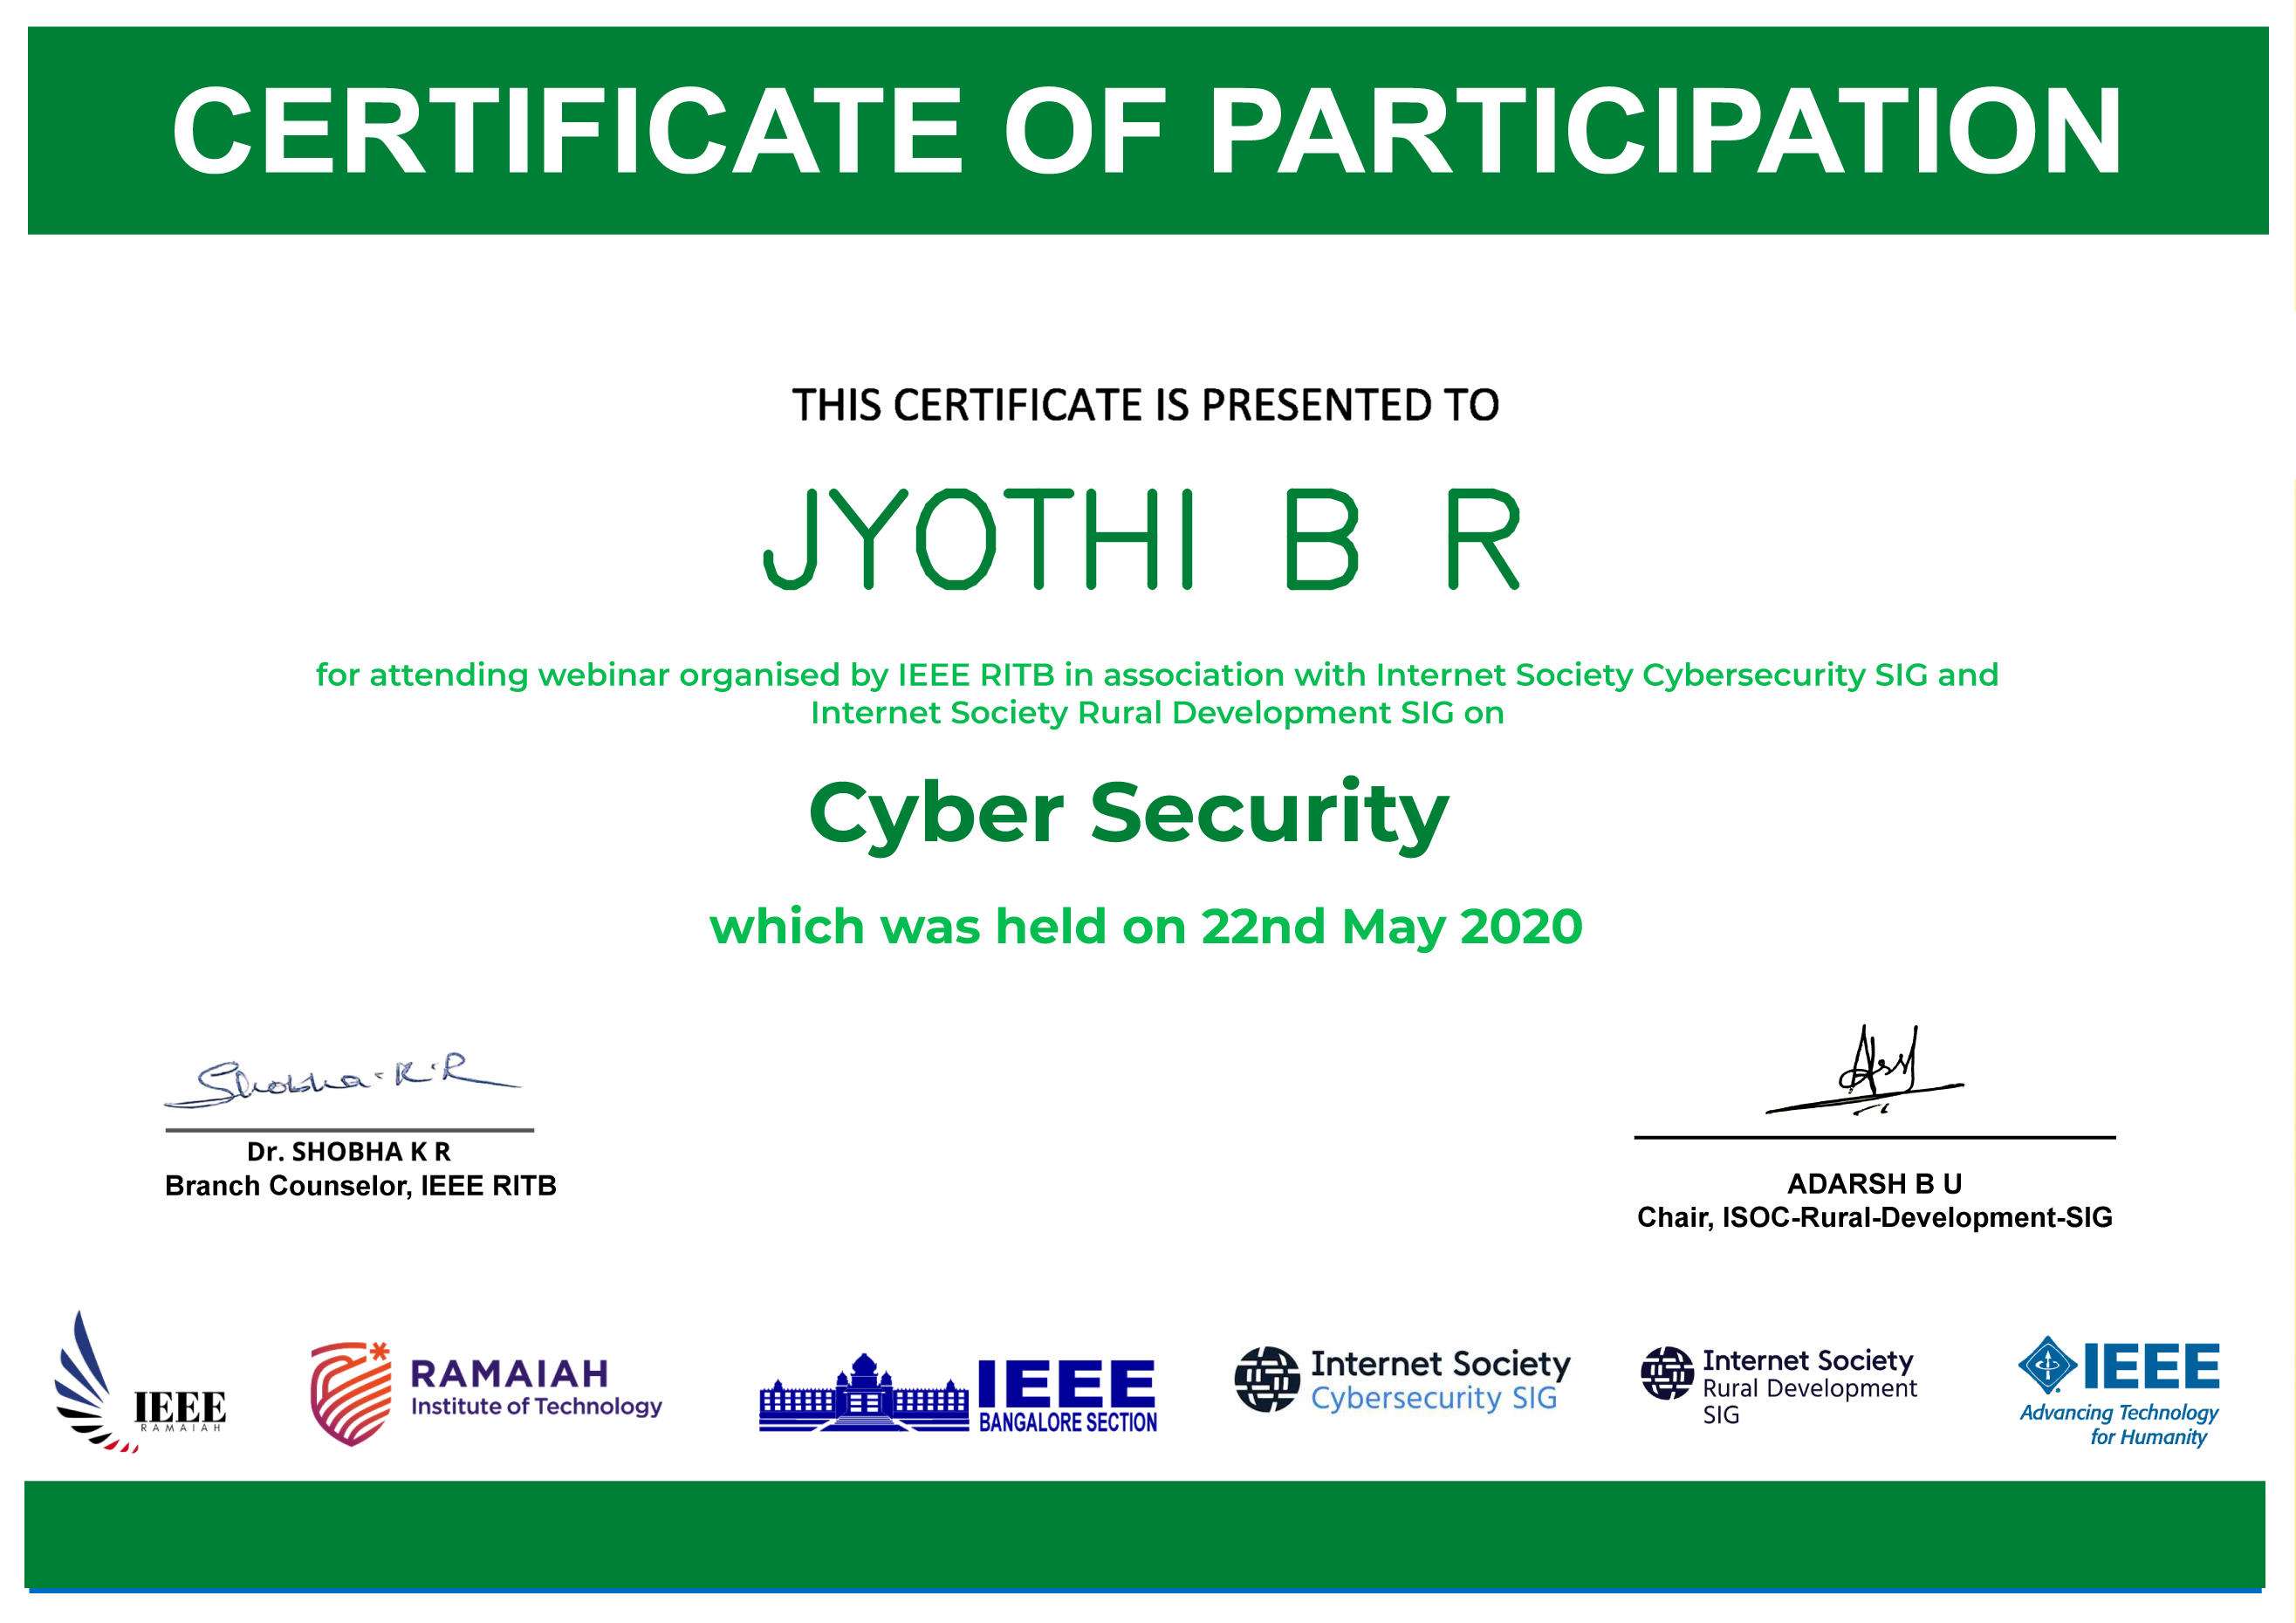 CERTIFICATE OF PARTICIPATION
THIS CERTIFICATE IS PRESENTED TO
JYOTHI B R
for attending webinar organised by IEEE RITB in association with Internet Society Cybersecurity SIG and
Internet Society Rural Development SIG on
Cyber Security
which was held on 22nd May 2020
Shobha.K.R
Dr. SHOBHA K R
Branch Counselor, IEEE RITB
ADARSH B U
Chair, ISOC-Rural-Development-SIG
IEEE
RAMAIAH
RAMAIAH
Institute of Technology
IEEE
BANGALORE SECTION
Internet Society
Cybersecurity SIG
Internet Society
Rural Development
SIG
IEEE
Advancing Technology
for Humanity